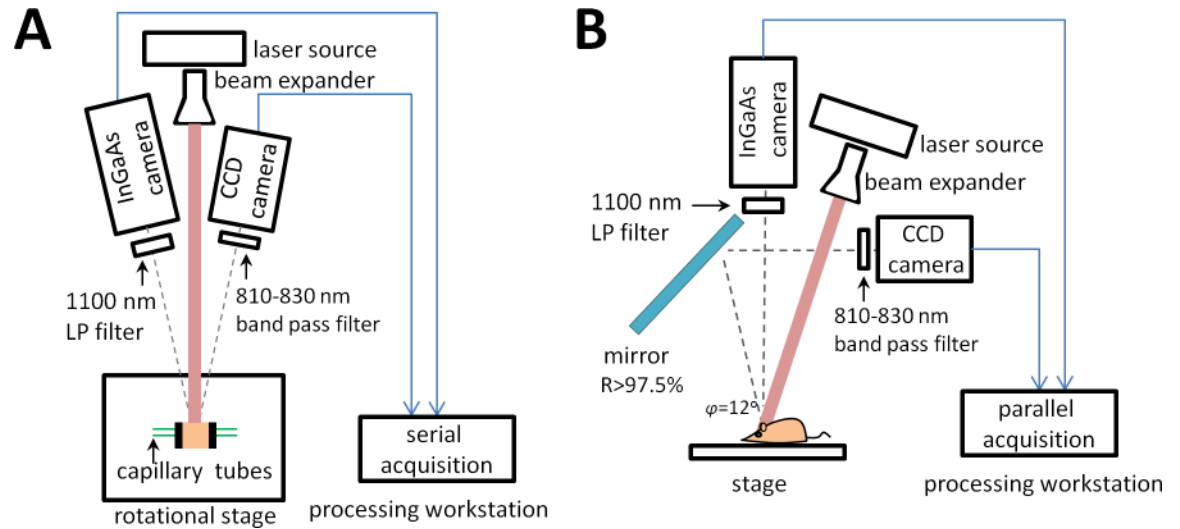 A
laser source
beam expander
InGaAs
camera
CCD
camera
1100 nm
LP filter
810-830 nm
band pass filter
capillary tubes
rotational stage
serial
acquisition
processing workstation
B
InGaAs
camera
laser source
beam expander
1100 nm
LP filter
CCD
camera
810-830 nm
band pass filter
mirror
R>97.5%
φ=12°
stage
parallel
acquisition
processing workstation